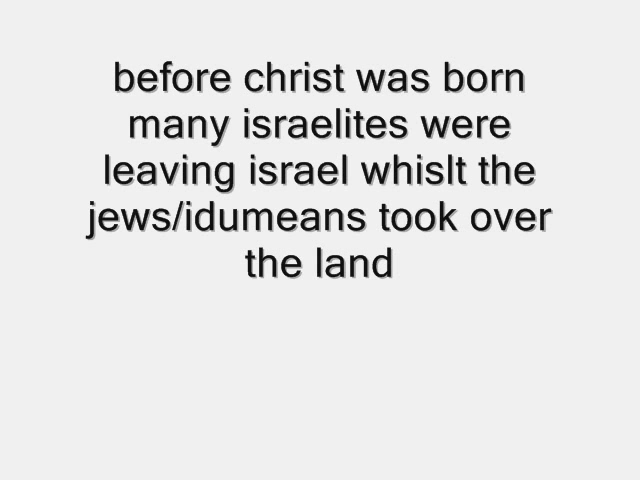 before christ was born
many israelites were
leaving israel whislt the
jews/idumeans took over
the land